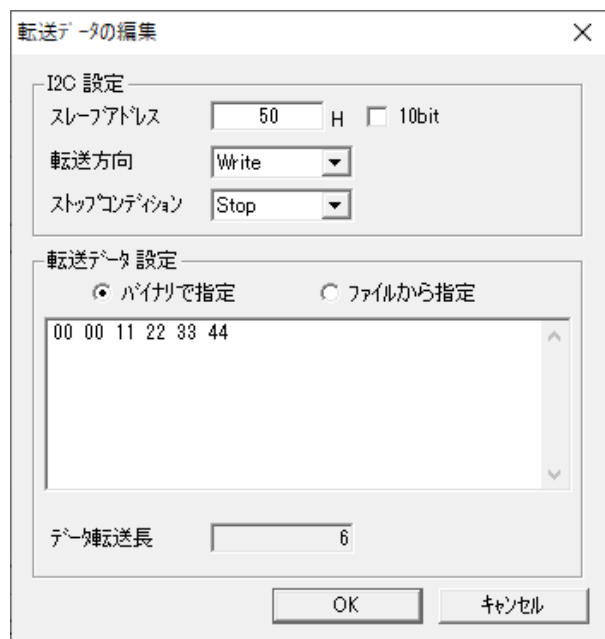 転送ﾃﾞｰﾀの編集
I2C 設定
ｽﾚｰﾌﾞｱﾄﾞﾚｽ 50 H 10bit
転送方向 Write
ｽﾄｯﾌﾟｺﾝﾃﾞｨｼｮﾝ Stop
転送ﾃﾞｰﾀ 設定
ﾊﾞｲﾅﾘで指定 ﾌｧｲﾙから指定
00 00 11 22 33 44
ﾃﾞｰﾀ転送長 6
OK ｷｬﾝｾﾙ